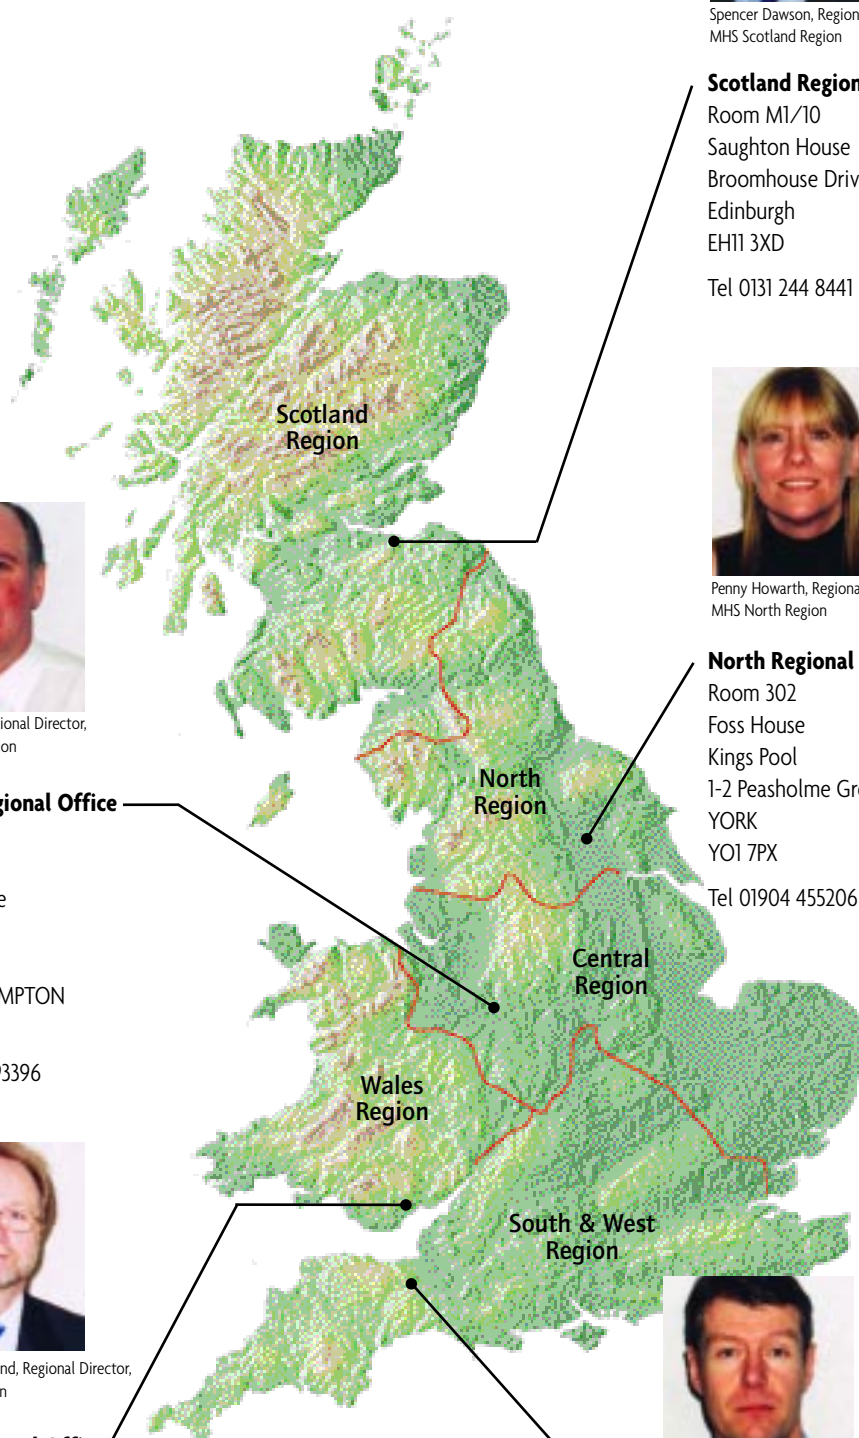 Spencer Dawson, Region
MHS Scotland Region
Scotland Region
Room M1/10
Saughton House
Broomhouse Driv
Edinburgh
EH11 3XD
Tel 0131 244 8441
Scotland
Region
Penny Howarth, Regiona
MHS North Region
North Regional
Room 302
Foss House
Kings Pool
1-2 Peasholme Gre
YORK
YO1 7PX
Tel 01904 455206
North
Region
ional Director,
on
gional Office
e
MPTON
93396
Central
Region
Wales
Region
South & West
Region
nd, Regional Director,
n